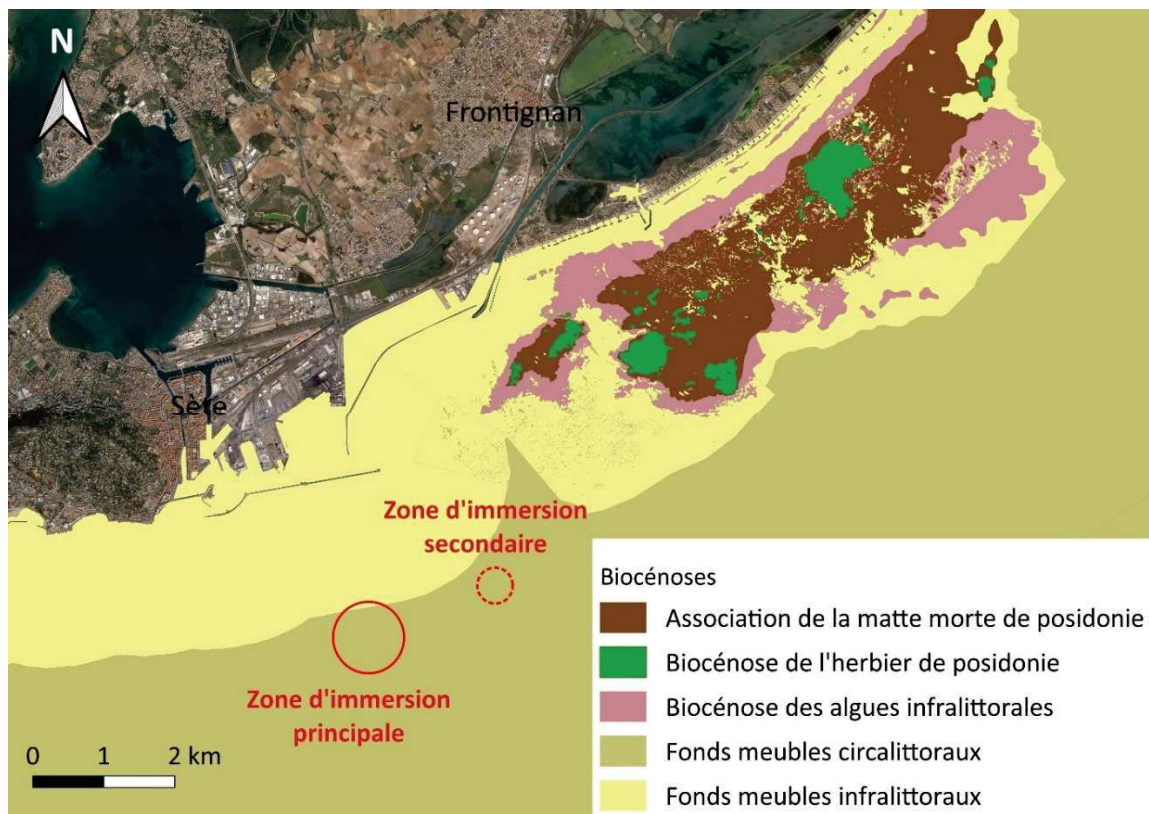 N
Frontignan
Sète
Zone d'immersion
secondaire
Zone d'immersion
principale
0 1 2 km
Biocénoses
Association de la matte morte de posidonie
Biocénose de l'herbier de posidonie
Biocénose des algues infralittorales
Fonds meubles circalittoraux
Fonds meubles infralittoraux